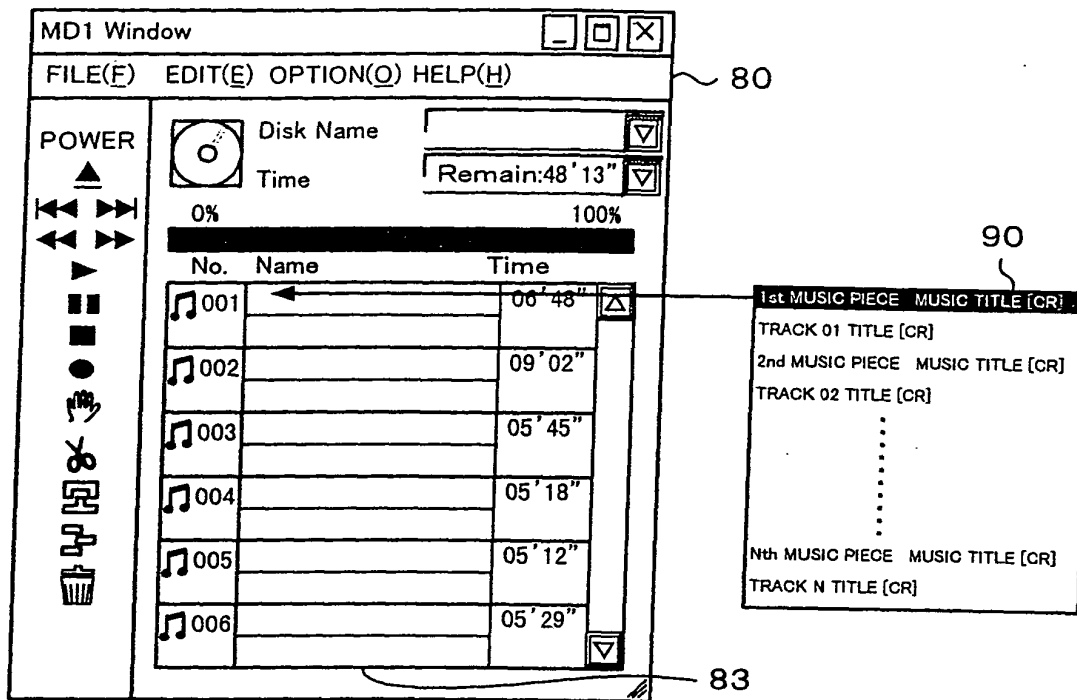 MD1 Window
FILE(F) EDIT(E) OPTION(O) HELP(H)
80
POWER
Disk Name
Time
Remain:48'13"
0% 100%
No. Name Time
001 06'48"
002 09'02"
003 05'45"
004 05'18"
005 05'12"
006 05'29"
83
90
1st MUSIC PIECE MUSIC TITLE [CR]
TRACK 01 TITLE [CR]
2nd MUSIC PIECE MUSIC TITLE [CR]
TRACK 02 TITLE [CR]
Nth MUSIC PIECE MUSIC TITLE [CR]
TRACK N TITLE [CR]